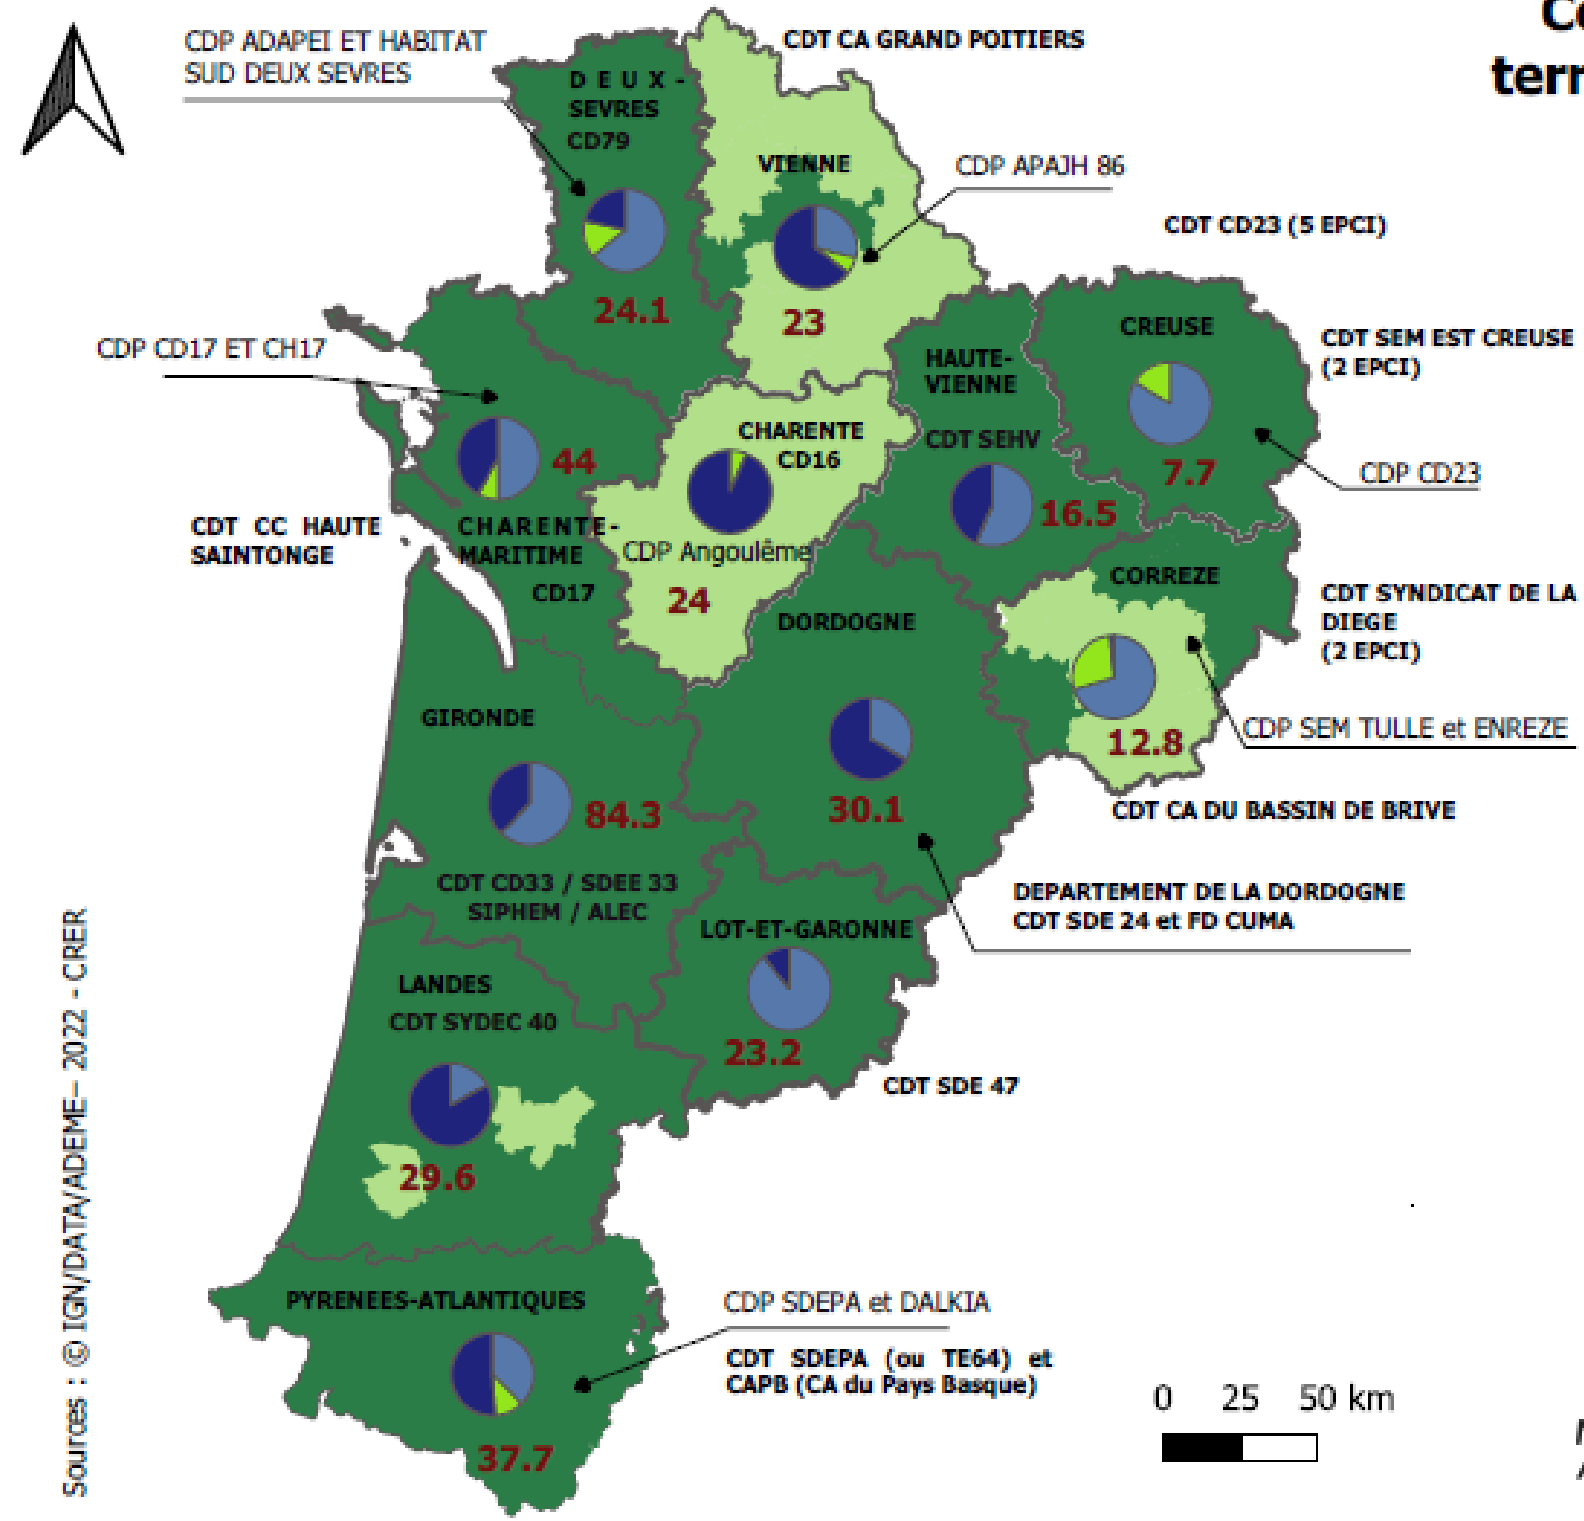 Co
terr
CDP ADAPEI ET HABITAT
SUD DEUX SEVRES
CDT CA GRAND POITIERS
DEUX-
SEVRES
CD79
VIENNE
CDP APAJH 86
CDT CD23 (5 EPCI)
24.1
23
CDP CD17 ET CH17
HAUTE-
VIENNE
CREUSE
CDT SEM EST CREUSE
(2 EPCI)
CHARENTE
CD16
CDT SEHV
44
7.7
CDP CD23
16.5
CDT CC HAUTE
SAINTONGE
CHARENTE-
MARITIME
CD17
CDP Angoulême
24
CORREZE
CDT SYNDICAT DE LA
DIEGE
(2 EPCI)
DORDOGNE
GIRONDE
12.8
CDP SEM TULLE et ENREZE
84.3
30.1
CDT CA DU BASSIN DE BRIVE
CDT CD33 / SDEE 33
SIPHEM / ALEC
DEPARTEMENT DE LA DORDOGNE
CDT SDE 24 et FD CUMA
LOT-ET-GARONNE
LANDES
CDT SYDEC 40
23.2
CDT SDE 47
29.6
PYRENEES-ATLANTIQUES
CDP SDEPA et DALKIA
CDT SDEPA (ou TE64) et
CAPB (CA du Pays Basque)
37.7
0 25 50 km
Sources : © IGN/DATA/ADEME– 2022 - CRER